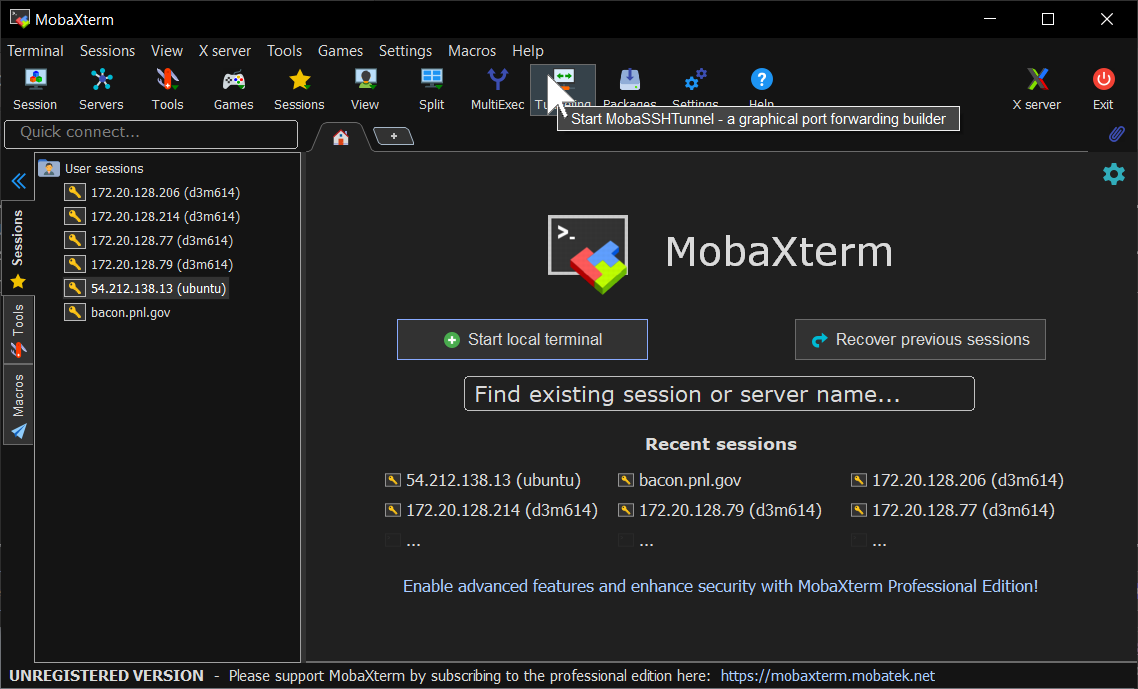 MobaXterm
Terminal Sessions View X server Tools Games Settings Macros Help
Session Servers Tools Games Sessions View Split MultiExec Tunneling Packages Settings Help X server Exit
Start MobaSSHTunnel - a graphical port forwarding builder
Quick connect...
+
User sessions
172.20.128.206 (d3m614)
172.20.128.214 (d3m614)
172.20.128.77 (d3m614)
172.20.128.79 (d3m614)
54.212.138.13 (ubuntu)
bacon.pnl.gov
Sessions
Tools
Macros
>_
MobaXterm
Start local terminal
Recover previous sessions
Find existing session or server name...
Recent sessions
54.212.138.13 (ubuntu) bacon.pnl.gov 172.20.128.206 (d3m614)
172.20.128.214 (d3m614) 172.20.128.79 (d3m614) 172.20.128.77 (d3m614)
... ... ...
Enable advanced features and enhance security with MobaXterm Professional Edition!
UNREGISTERED VERSION - Please support MobaXterm by subscribing to the professional edition here: https://mobaxterm.mobatek.net